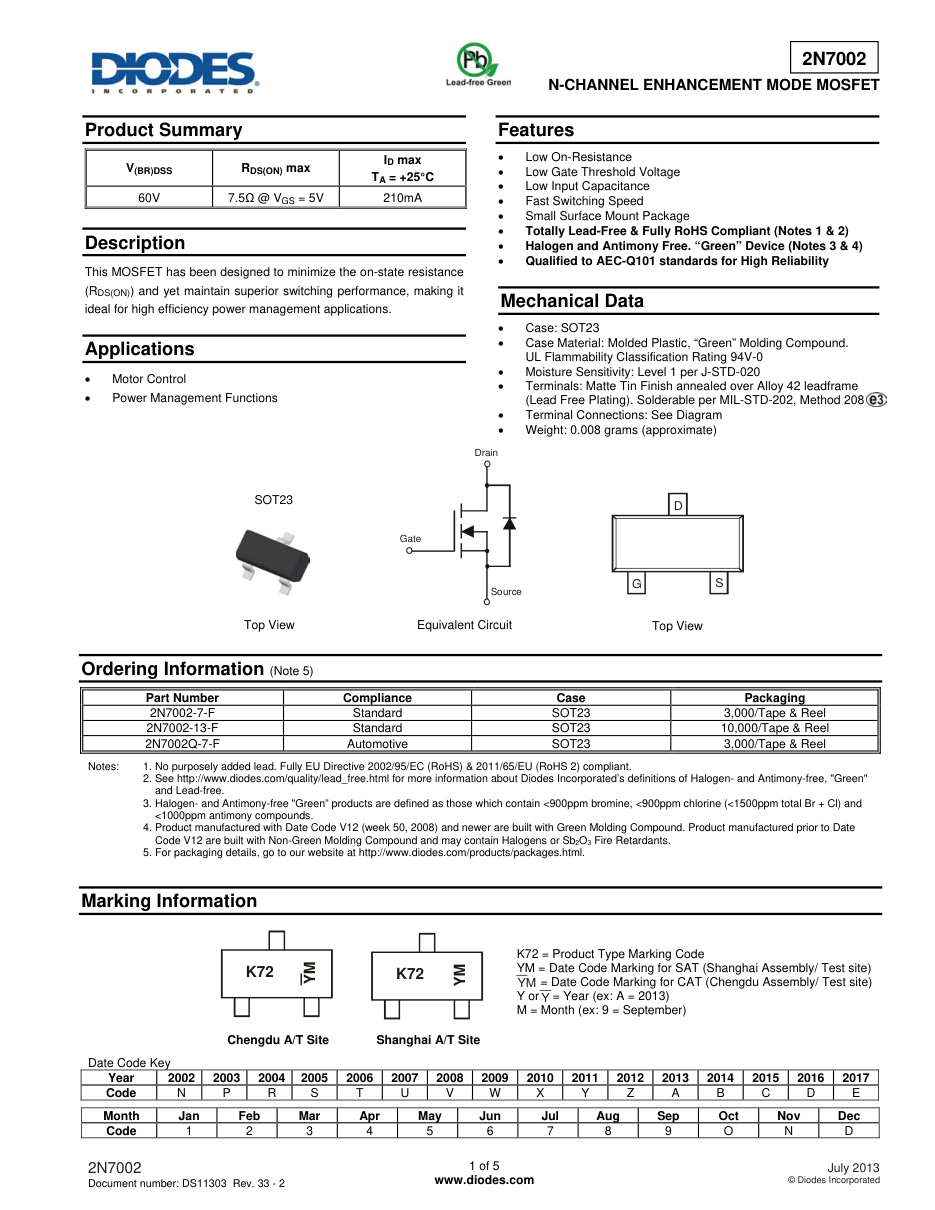 DIODES
INCORPORATED
Pb
Lead-free Green
2N7002
N-CHANNEL ENHANCEMENT MODE MOSFET
Product Summary
V(BR)DSS RDS(ON) max ID max TA = +25°C
60V 7.5Ω @ VGS = 5V 210mA
Description
This MOSFET has been designed to minimize the on-state resistance
(RDS(ON)) and yet maintain superior switching performance, making it
ideal for high efficiency power management applications.
Applications
• Motor Control
• Power Management Functions
Features
• Low On-Resistance
• Low Gate Threshold Voltage
• Low Input Capacitance
• Fast Switching Speed
• Small Surface Mount Package
• Totally Lead-Free & Fully RoHS Compliant (Notes 1 & 2)
• Halogen and Antimony Free. “Green” Device (Notes 3 & 4)
• Qualified to AEC-Q101 standards for High Reliability
Mechanical Data
• Case: SOT23
• Case Material: Molded Plastic, “Green” Molding Compound.
UL Flammability Classification Rating 94V-0
• Moisture Sensitivity: Level 1 per J-STD-020
• Terminals: Matte Tin Finish annealed over Alloy 42 leadframe
(Lead Free Plating). Solderable per MIL-STD-202, Method 208 e3
• Terminal Connections: See Diagram
• Weight: 0.008 grams (approximate)
SOT23
Top View
Drain
Gate
Source
Equivalent Circuit
D
G S
Top View
Ordering Information (Note 5)
Part Number Compliance Case Packaging
2N7002-7-F Standard SOT23 3,000/Tape & Reel
2N7002-13-F Standard SOT23 10,000/Tape & Reel
2N7002Q-7-F Automotive SOT23 3,000/Tape & Reel
Notes: 1. No purposely added lead. Fully EU Directive 2002/95/EC (RoHS) & 2011/65/EU (RoHS 2) compliant.
2. See http://www.diodes.com/quality/lead_free.html for more information about Diodes Incorporated's definitions of Halogen- and Antimony-free, "Green"
and Lead-free.
3. Halogen- and Antimony-free "Green" products are defined as those which contain <900ppm bromine, <900ppm chlorine (<1500ppm total Br + Cl) and
<1000ppm antimony compounds.
4. Product manufactured with Date Code V12 (week 50, 2008) and newer are built with Green Molding Compound. Product manufactured prior to Date
Code V12 are built with Non-Green Molding Compound and may contain Halogens or Sb2O3 Fire Retardants.
5. For packaging details, go to our website at http://www.diodes.com/products/packages.html.
Marking Information
K72 Y̅M
Chengdu A/T Site
K72 YM
Shanghai A/T Site
K72 = Product Type Marking Code
YM = Date Code Marking for SAT (Shanghai Assembly/ Test site)
Y̅M = Date Code Marking for CAT (Chengdu Assembly/ Test site)
Y or Y̅ = Year (ex: A = 2013)
M = Month (ex: 9 = September)
Date Code Key
Year 2002 2003 2004 2005 2006 2007 2008 2009 2010 2011 2012 2013 2014 2015 2016 2017
Code N P R S T U V W X Y Z A B C D E
Month Jan Feb Mar Apr May Jun Jul Aug Sep Oct Nov Dec
Code 1 2 3 4 5 6 7 8 9 O N D
2N7002
Document number: DS11303 Rev. 33 - 2
1 of 5
www.diodes.com
July 2013
© Diodes Incorporated